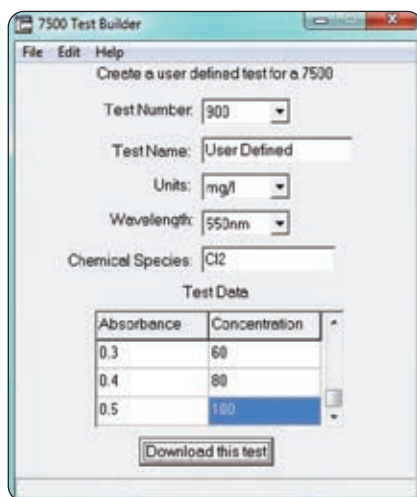 7500 Test Builder
File Edit Help
Create a user defined test for a 7500
Test Number: 900
Test Name: User Defined
Units: mg/l
Wavelength: 550nm
Chemical Species: Cl2
Test Data
Absorbance Concentration
0.3 60
0.4 80
0.5 100
Download this test